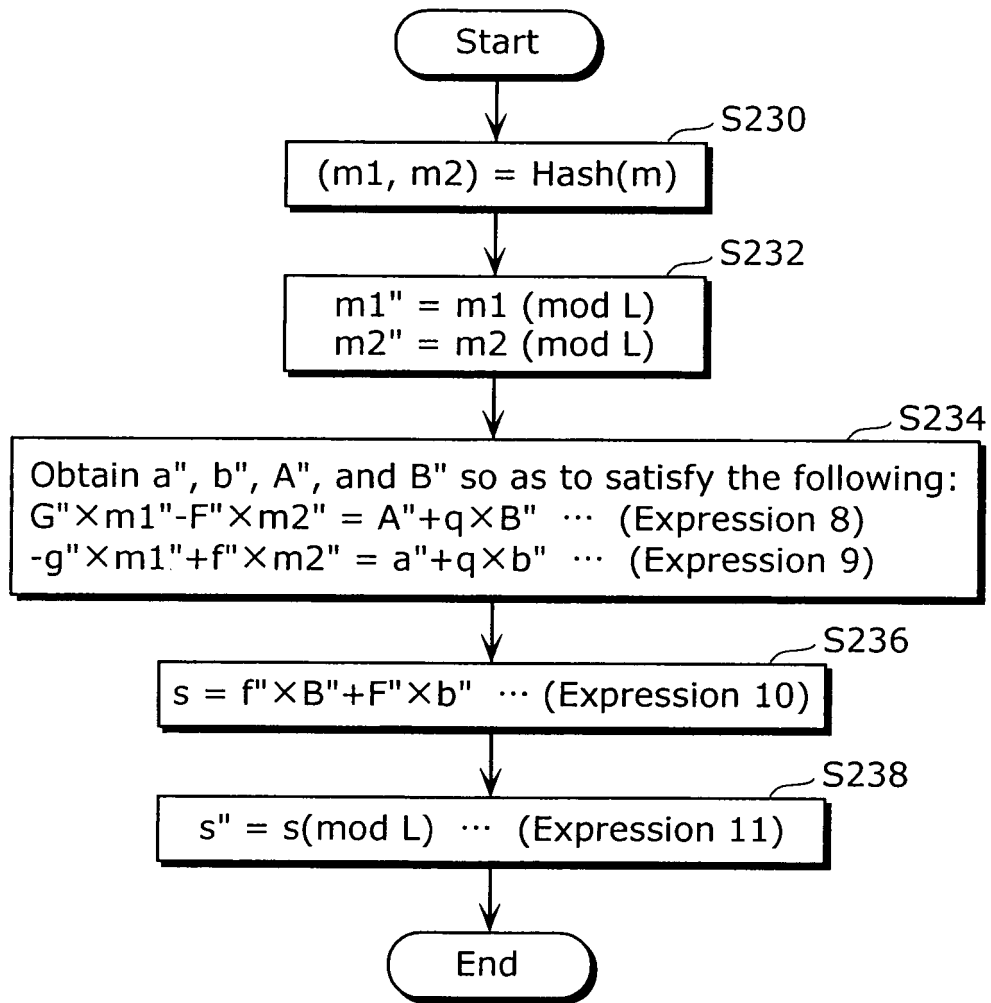 Start
S230
(m1, m2) = Hash(m)
S232
m1" = m1 (mod L)
m2" = m2 (mod L)
S234
Obtain a", b", A", and B" so as to satisfy the following:
G"×m1"-F"×m2" = A"+q×B" ··· (Expression 8)
-g"×m1"+f"×m2" = a"+q×b" ··· (Expression 9)
S236
s = f"×B"+F"×b" ··· (Expression 10)
S238
s" = s(mod L) ··· (Expression 11)
End